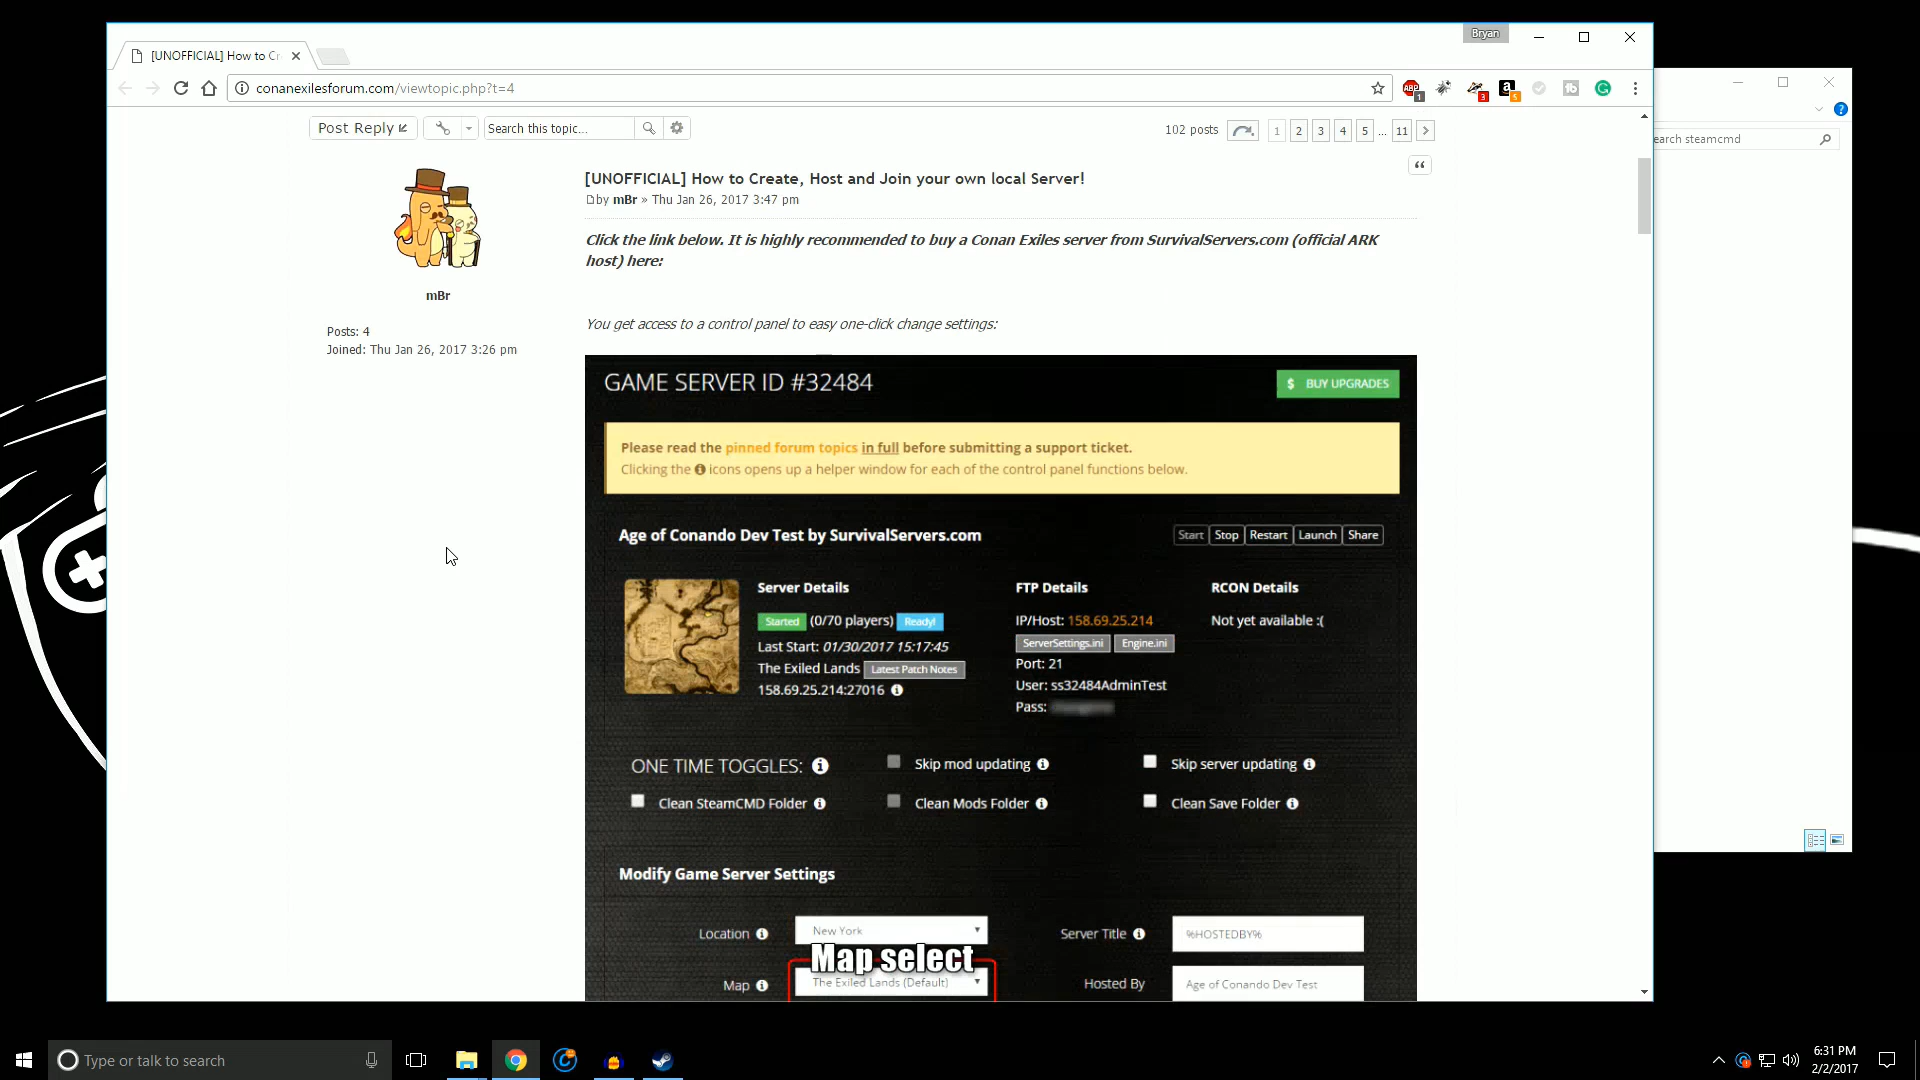 Bryan
[UNOFFICIAL] How to Cr
conanexilesforum.com/viewtopic.php?t=4
ABP 1
3
a 5
G
earch steamcmd
Post Reply
Search this topic...
102 posts
1 2 3 4 5 ... 11
[UNOFFICIAL] How to Create, Host and Join your own local Server!
by mBr » Thu Jan 26, 2017 3:47 pm
mBr
Posts: 4
Joined: Thu Jan 26, 2017 3:26 pm
Click the link below. It is highly recommended to buy a Conan Exiles server from SurvivalServers.com (official ARK
host) here:
You get access to a control panel to easy one-click change settings:
GAME SERVER ID #32484
$ BUY UPGRADES
Please read the pinned forum topics in full before submitting a support ticket.
Clicking the icons opens up a helper window for each of the control panel functions below.
Age of Conando Dev Test by SurvivalServers.com
Start Stop Restart Launch Share
Server Details
Started (0/70 players) Ready!
Last Start: 01/30/2017 15:17:45
The Exiled Lands Latest Patch Notes
158.69.25.214:27016
FTP Details
IP/Host: 158.69.25.214
ServerSettings.ini Engine.ini
Port: 21
User: ss32484AdminTest
Pass:
RCON Details
Not yet available :(
ONE TIME TOGGLES:
Skip mod updating
Skip server updating
Clean SteamCMD Folder
Clean Mods Folder
Clean Save Folder
Modify Game Server Settings
Location
New York
Server Title
%HOSTEDBY%
Map select
Map
The Exiled Lands (Default)
Hosted By
Age of Conando Dev Test
Type or talk to search
6:31 PM
2/2/2017